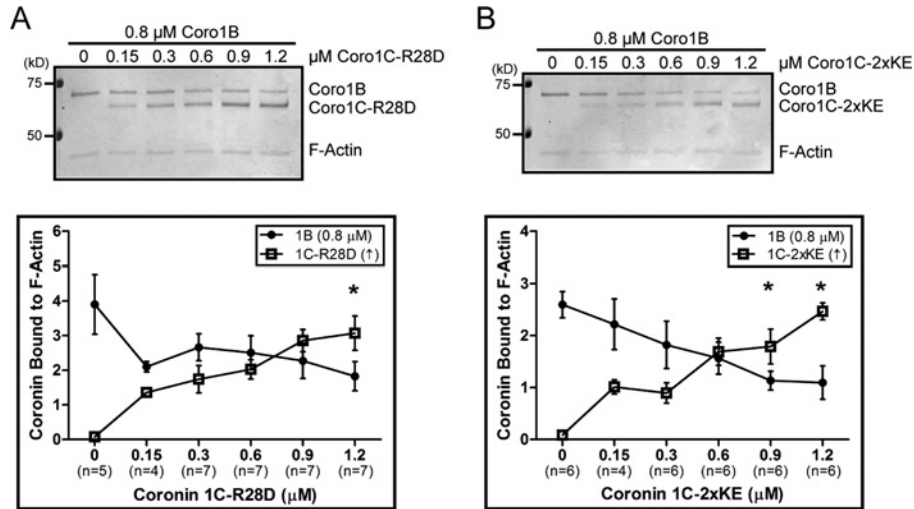 A
0.8 µM Coro1B
0 0.15 0.3 0.6 0.9 1.2 µM Coro1C-R28D
(kD)
75
Coro1B
Coro1C-R28D
50
F-Actin
Coronin Bound to F-Actin
1B (0.8 µM)
1C-R28D (↑)
6
5
4
3
2
1
0
*
0 0.15 0.3 0.6 0.9 1.2
(n=5) (n=4) (n=7) (n=7) (n=7) (n=7)
Coronin 1C-R28D (µM)
B
0.8 µM Coro1B
0 0.15 0.3 0.6 0.9 1.2 µM Coro1C-2xKE
(kD)
75
Coro1B
Coro1C-2xKE
50
F-Actin
Coronin Bound to F-Actin
1B (0.8 µM)
1C-2xKE (↑)
4
3
2
1
0
* *
0 0.15 0.3 0.6 0.9 1.2
(n=6) (n=4) (n=6) (n=6) (n=6) (n=6)
Coronin 1C-2xKE (µM)